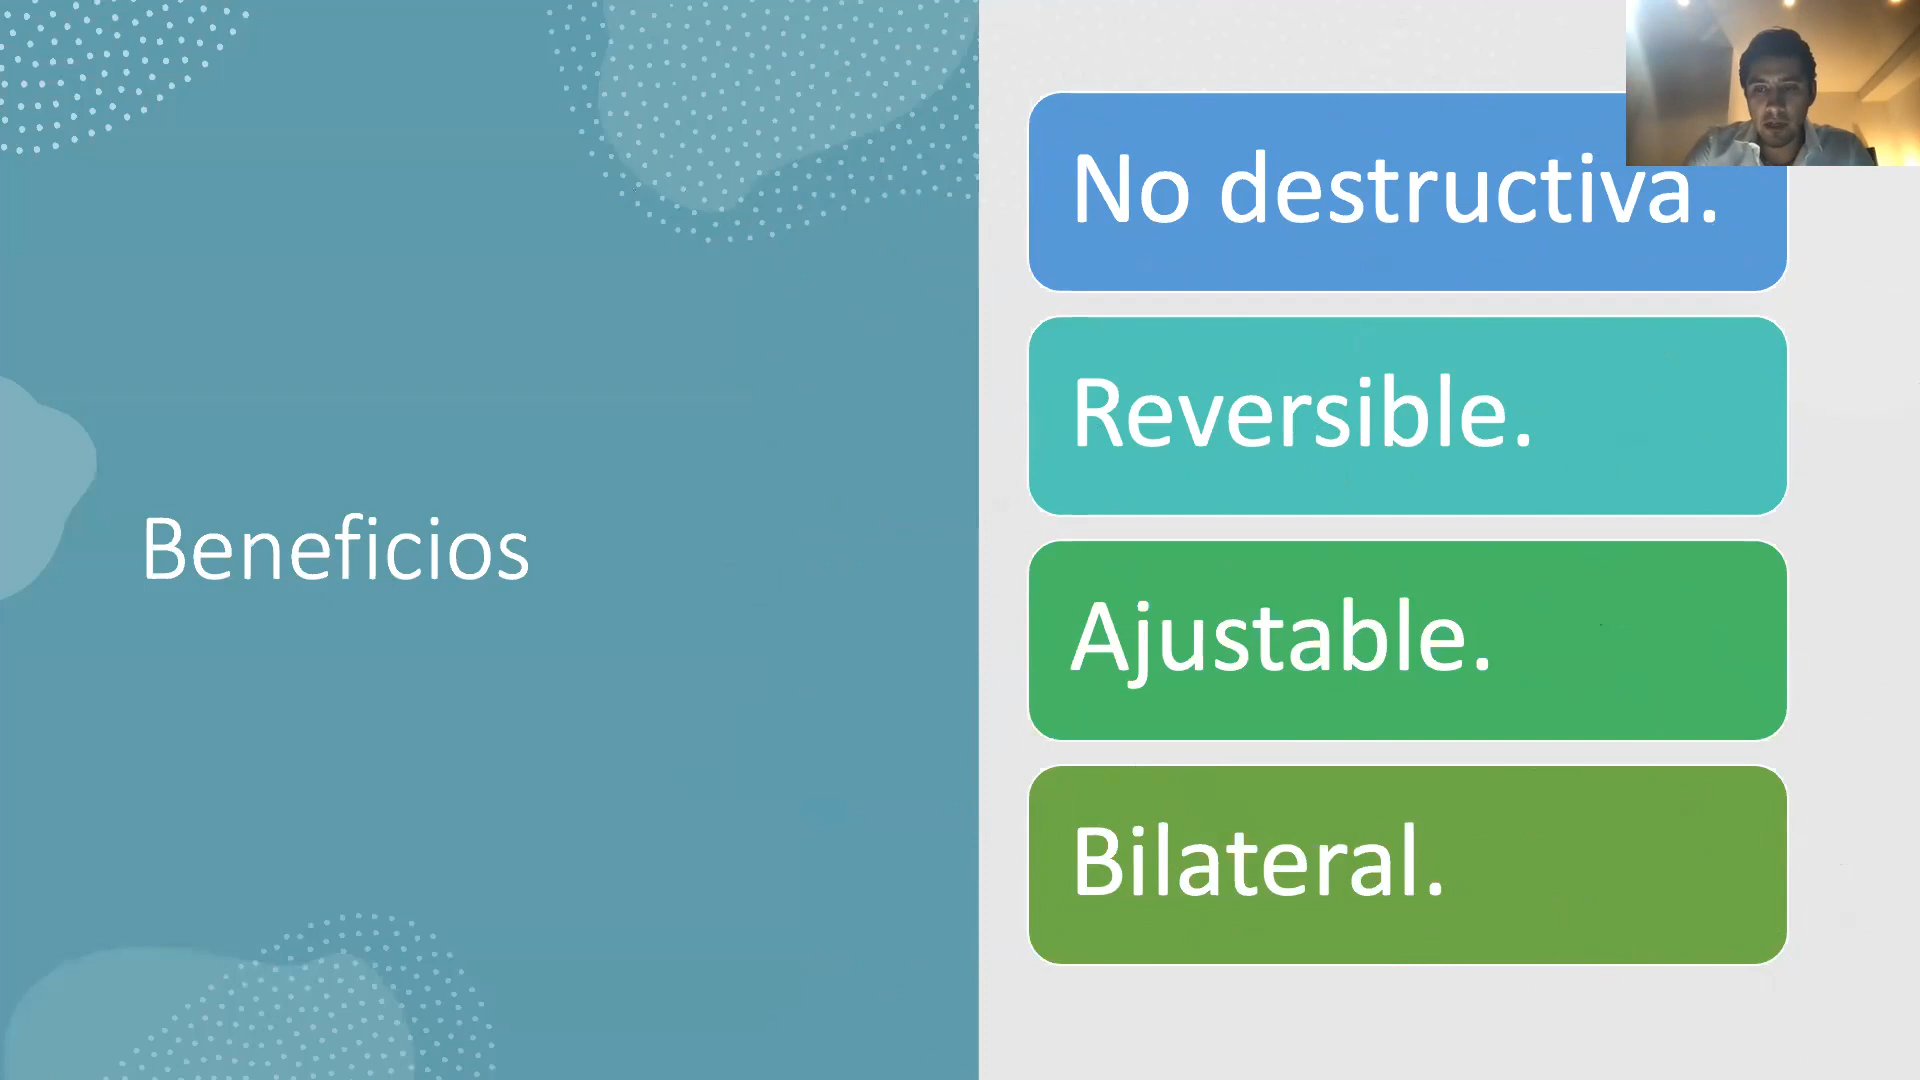 Beneficios
No destructiva.
Reversible.
Ajustable.
Bilateral.